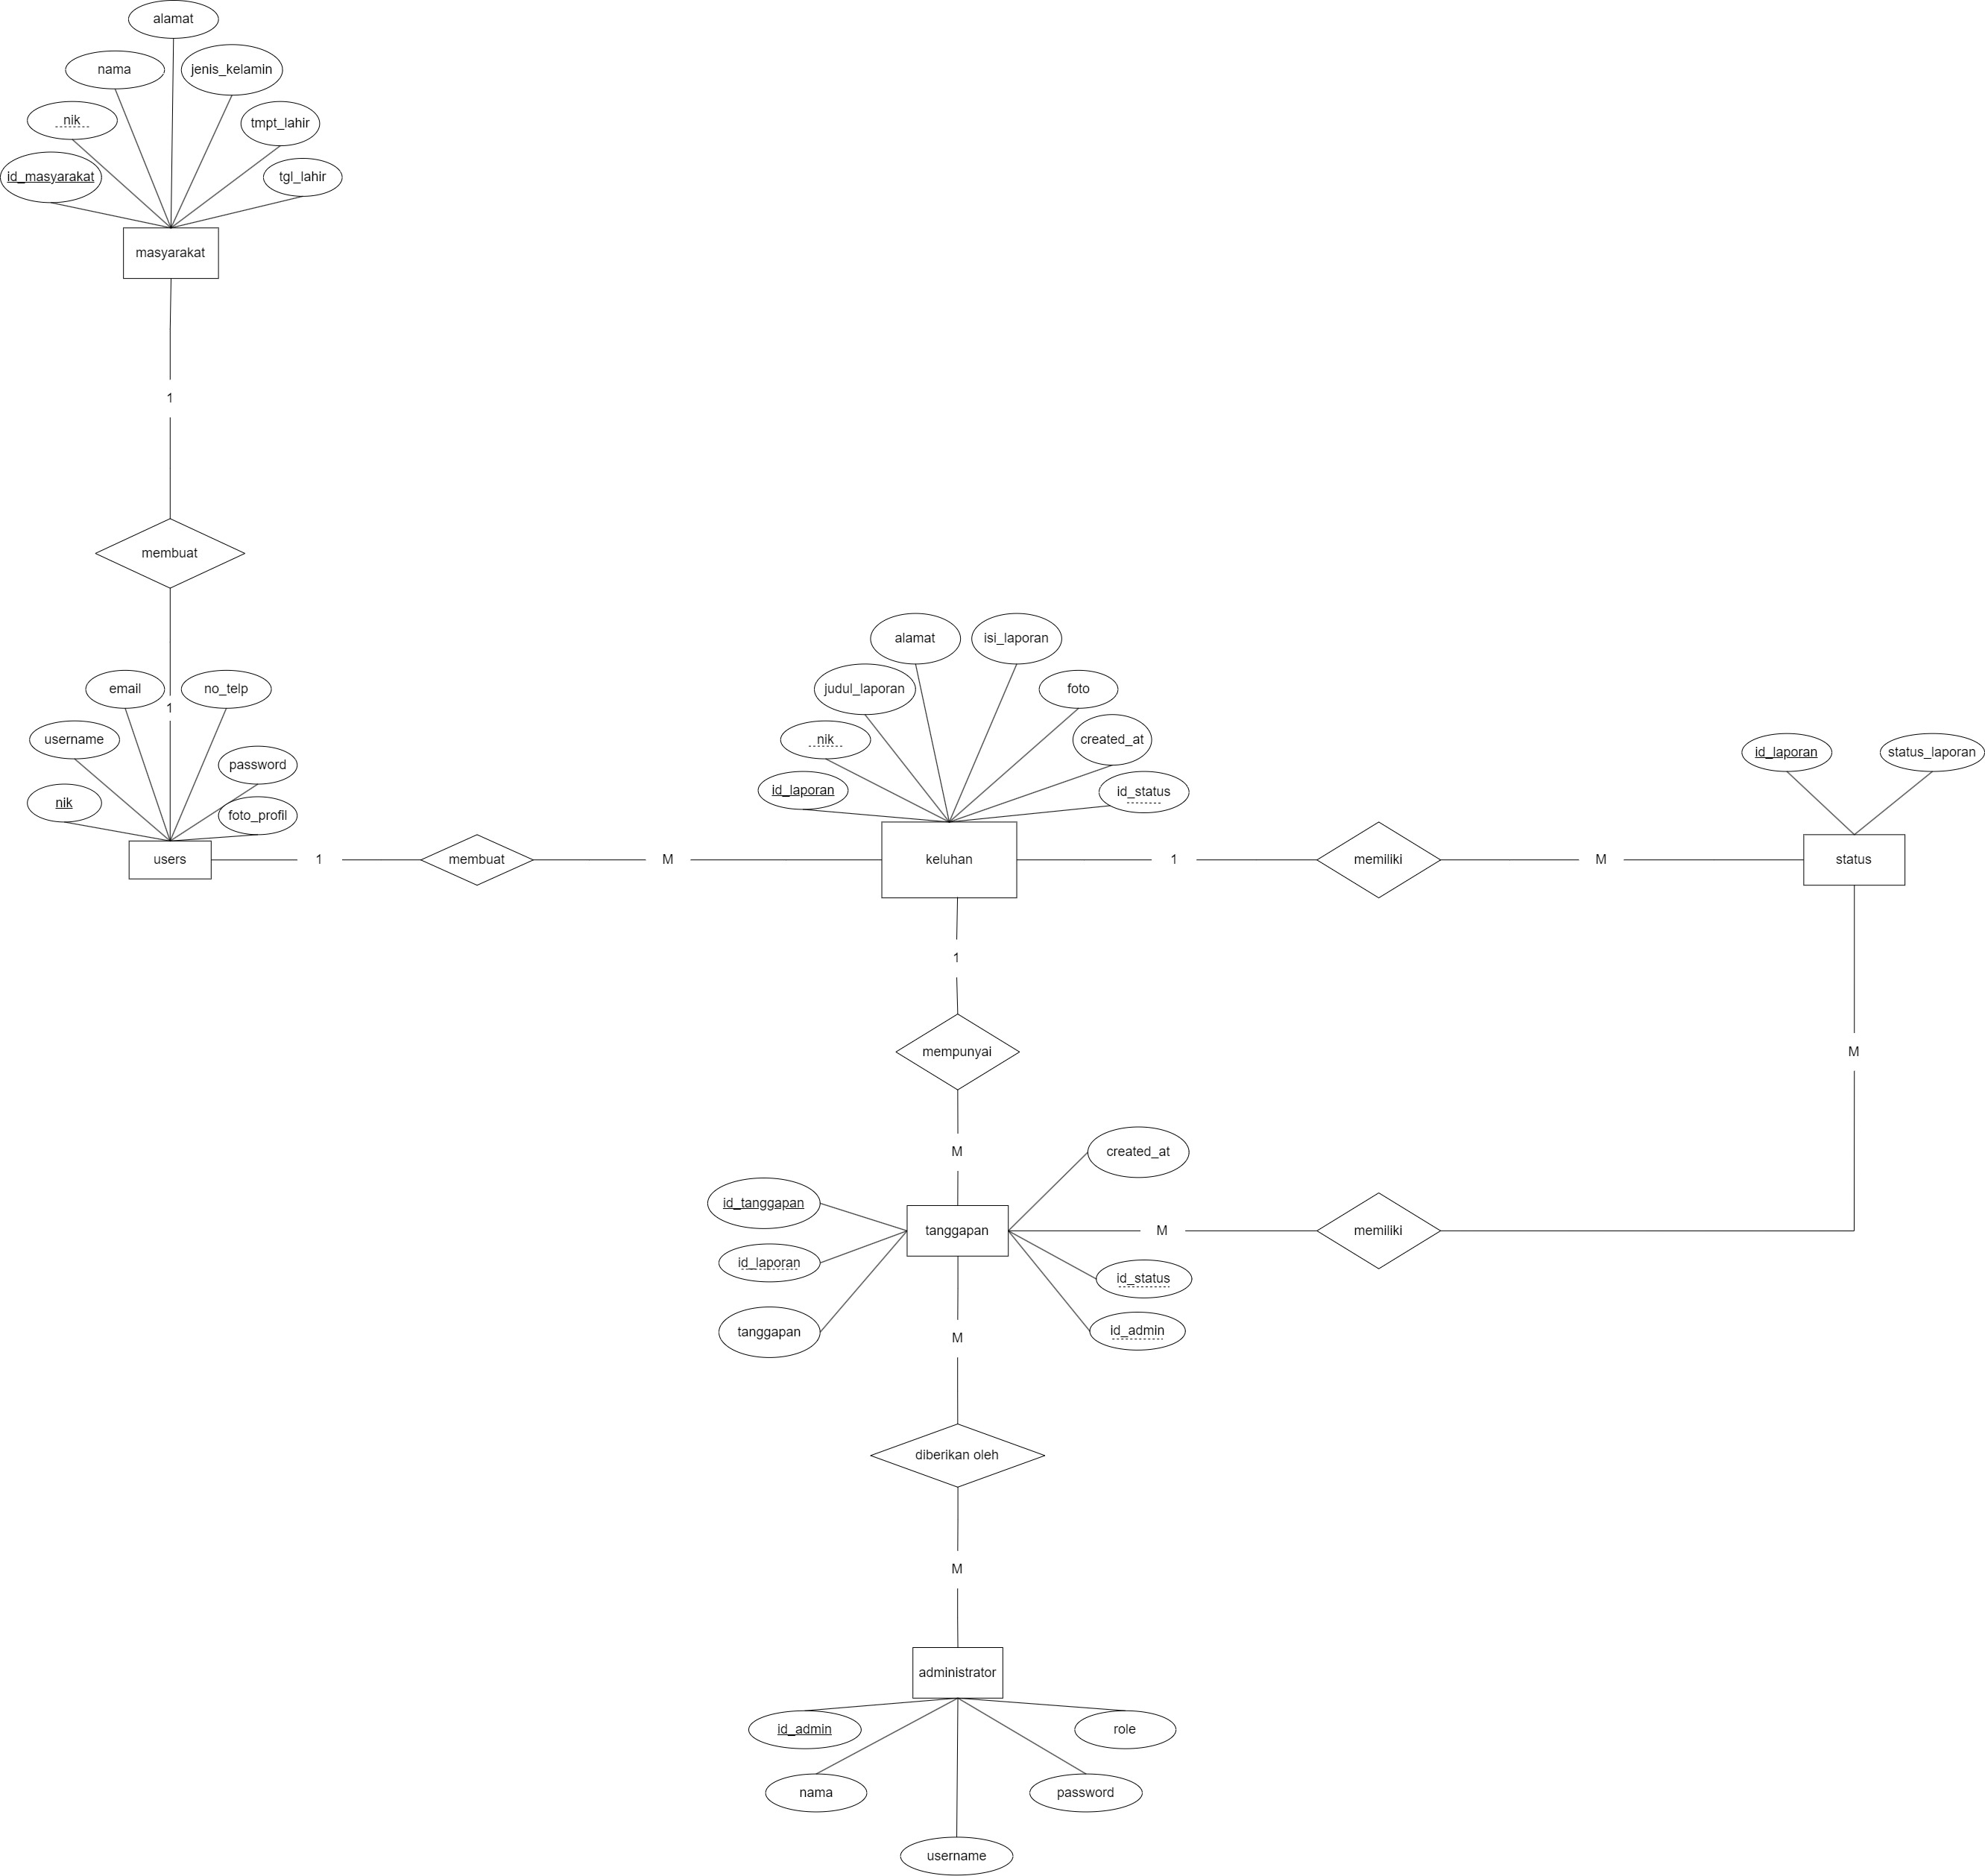 alamat
nama
jenis_kelamin
nik
tmpt_lahir
id_masyarakat
tgl_lahir
masyarakat
1
membuat
alamat
isi_laporan
email
no_telp
judul_laporan
foto
1
username
nik
created_at
id_laporan
status_laporan
password
nik
id_laporan
id_status
foto_profil
users
1
membuat
M
keluhan
1
memiliki
M
status
1
mempunyai
M
M
created_at
id_tanggapan
tanggapan
M
memiliki
id_laporan
id_status
tanggapan
id_admin
M
diberikan oleh
M
administrator
id_admin
role
nama
password
username